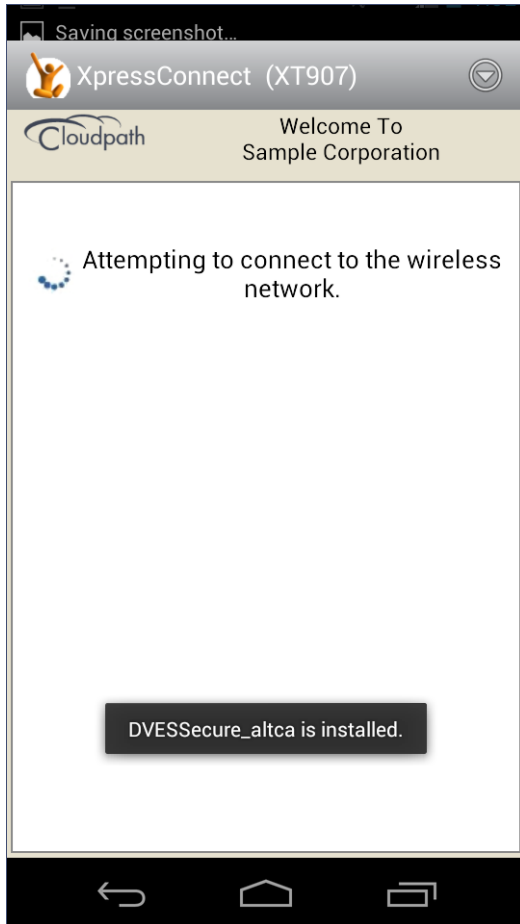 Saving screenshot...
XpressConnect (XT907)
Cloudpath
Welcome To
Sample Corporation
Attempting to connect to the wireless
network.
DVESSecure_altca is installed.